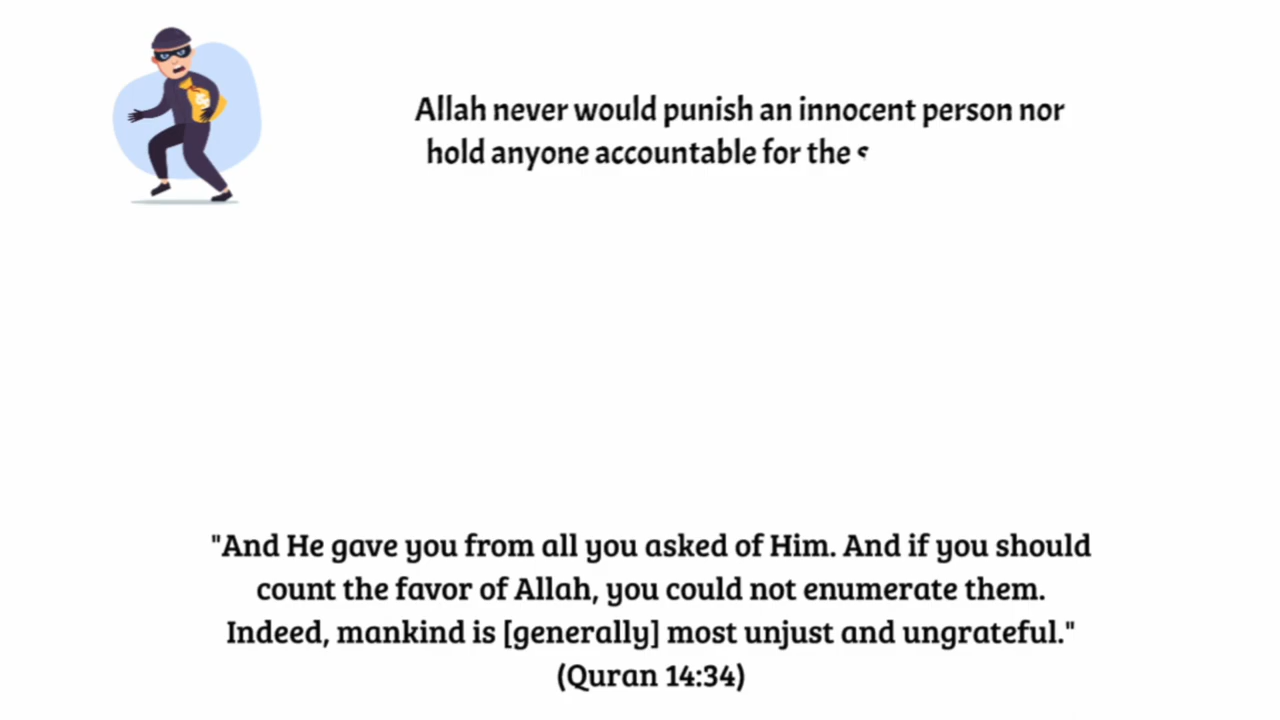 Allah never would punish an innocent person nor
hold anyone accountable for the
"And He gave you from all you asked of Him. And if you should
count the favor of Allah, you could not enumerate them.
Indeed, mankind is [generally] most unjust and ungrateful."
(Quran 14:34)